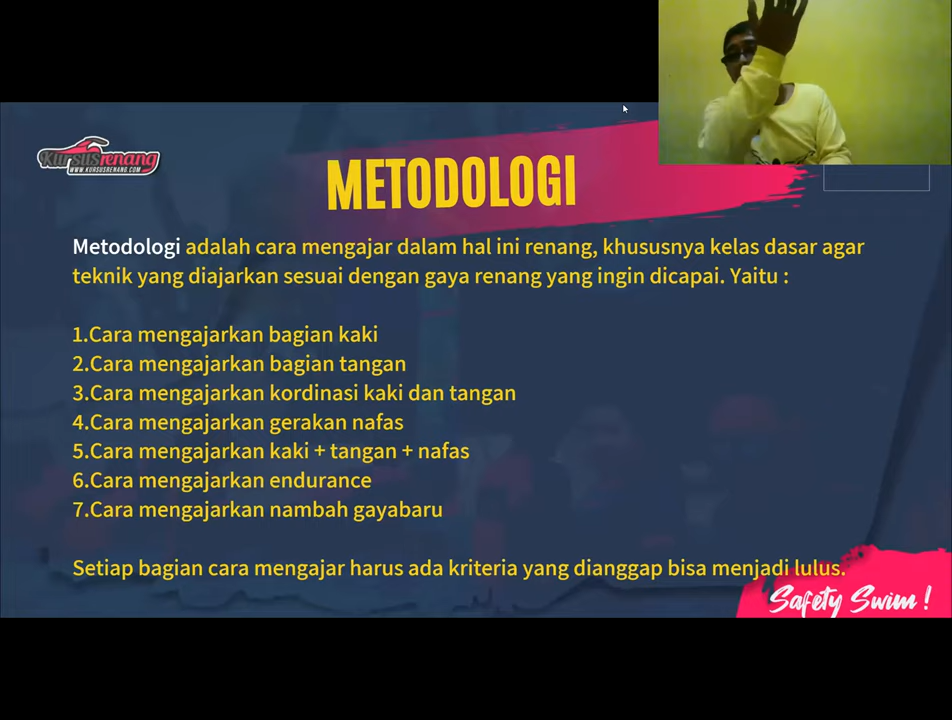 Kursusrenang
WWW.KURSUSRENANG.COM
METODOLOGI
Metodologi adalah cara mengajar dalam hal ini renang, khususnya kelas dasar agar
teknik yang diajarkan sesuai dengan gaya renang yang ingin dicapai. Yaitu :
1.Cara mengajarkan bagian kaki
2.Cara mengajarkan bagian tangan
3.Cara mengajarkan kordinasi kaki dan tangan
4.Cara mengajarkan gerakan nafas
5.Cara mengajarkan kaki + tangan + nafas
6.Cara mengajarkan endurance
7.Cara mengajarkan nambah gayabaru
Setiap bagian cara mengajar harus ada kriteria yang dianggap bisa menjadi lulus.
Safety Swim !